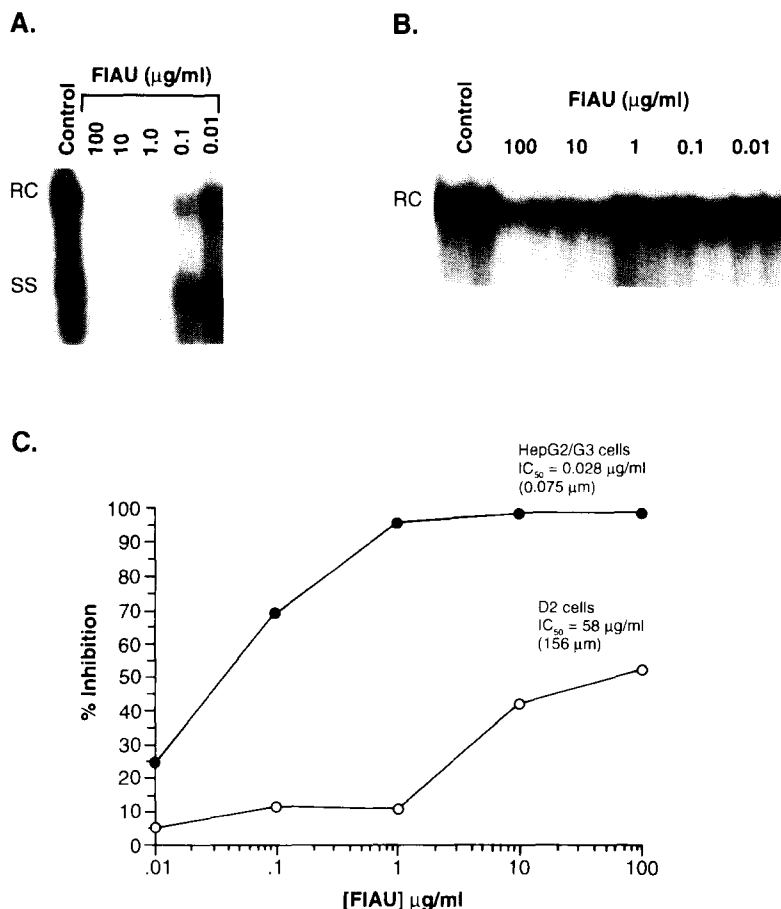 A.
FIAU (μg/ml)
Control
100
10
1.0
0.1
0.01
RC
SS
B.
FIAU (μg/ml)
Control
100 10 1 0.1 0.01
RC
C.
HepG2/G3 cells
IC50 = 0.028 μg/ml
(0.075 μm)
D2 cells
IC50 = 58 μg/ml
(156 μm)
% Inhibition
100
90
80
70
60
50
40
30
20
10
0
.01 .1 1 10 100
[FIAU] μg/ml